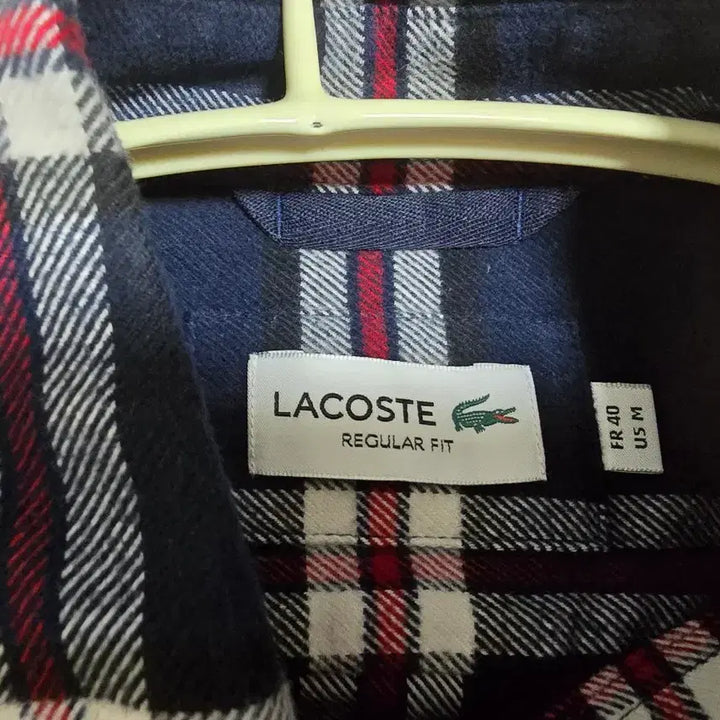 LACOSTE
REGULAR FIT
FR 40
US M